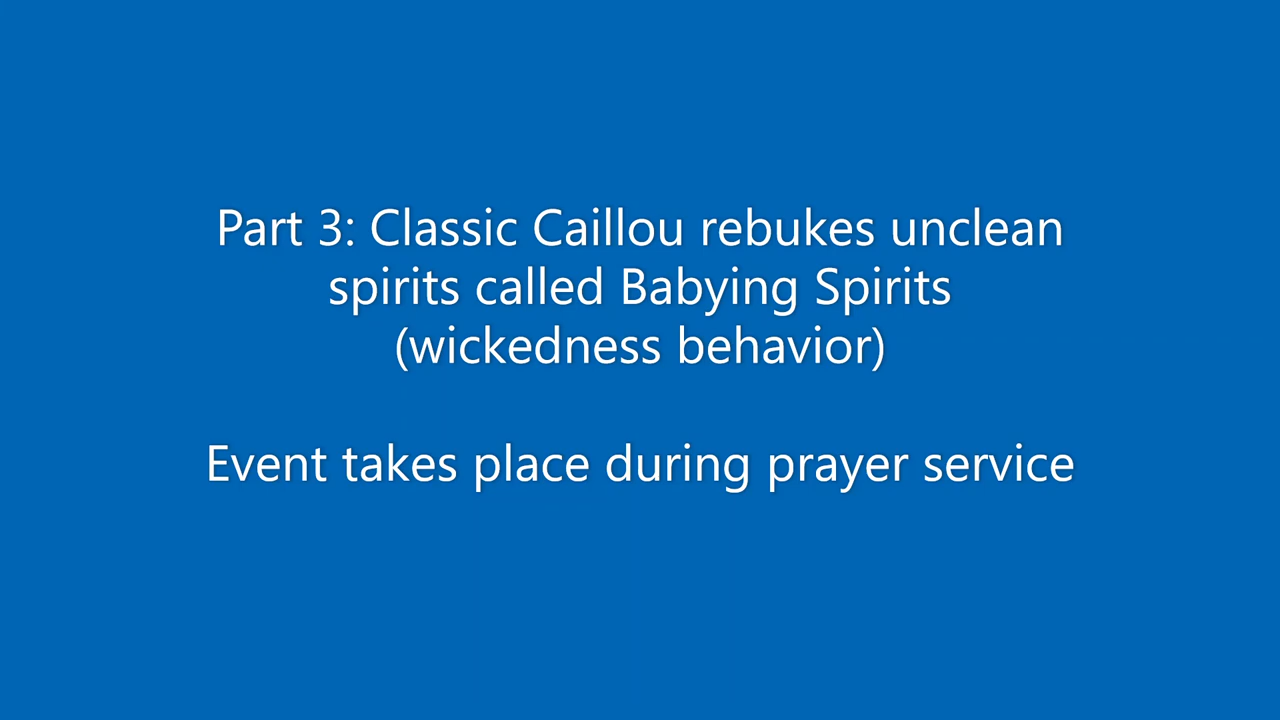 Part 3: Classic Caillou rebukes unclean
spirits called Babying Spirits
(wickedness behavior)
Event takes place during prayer service